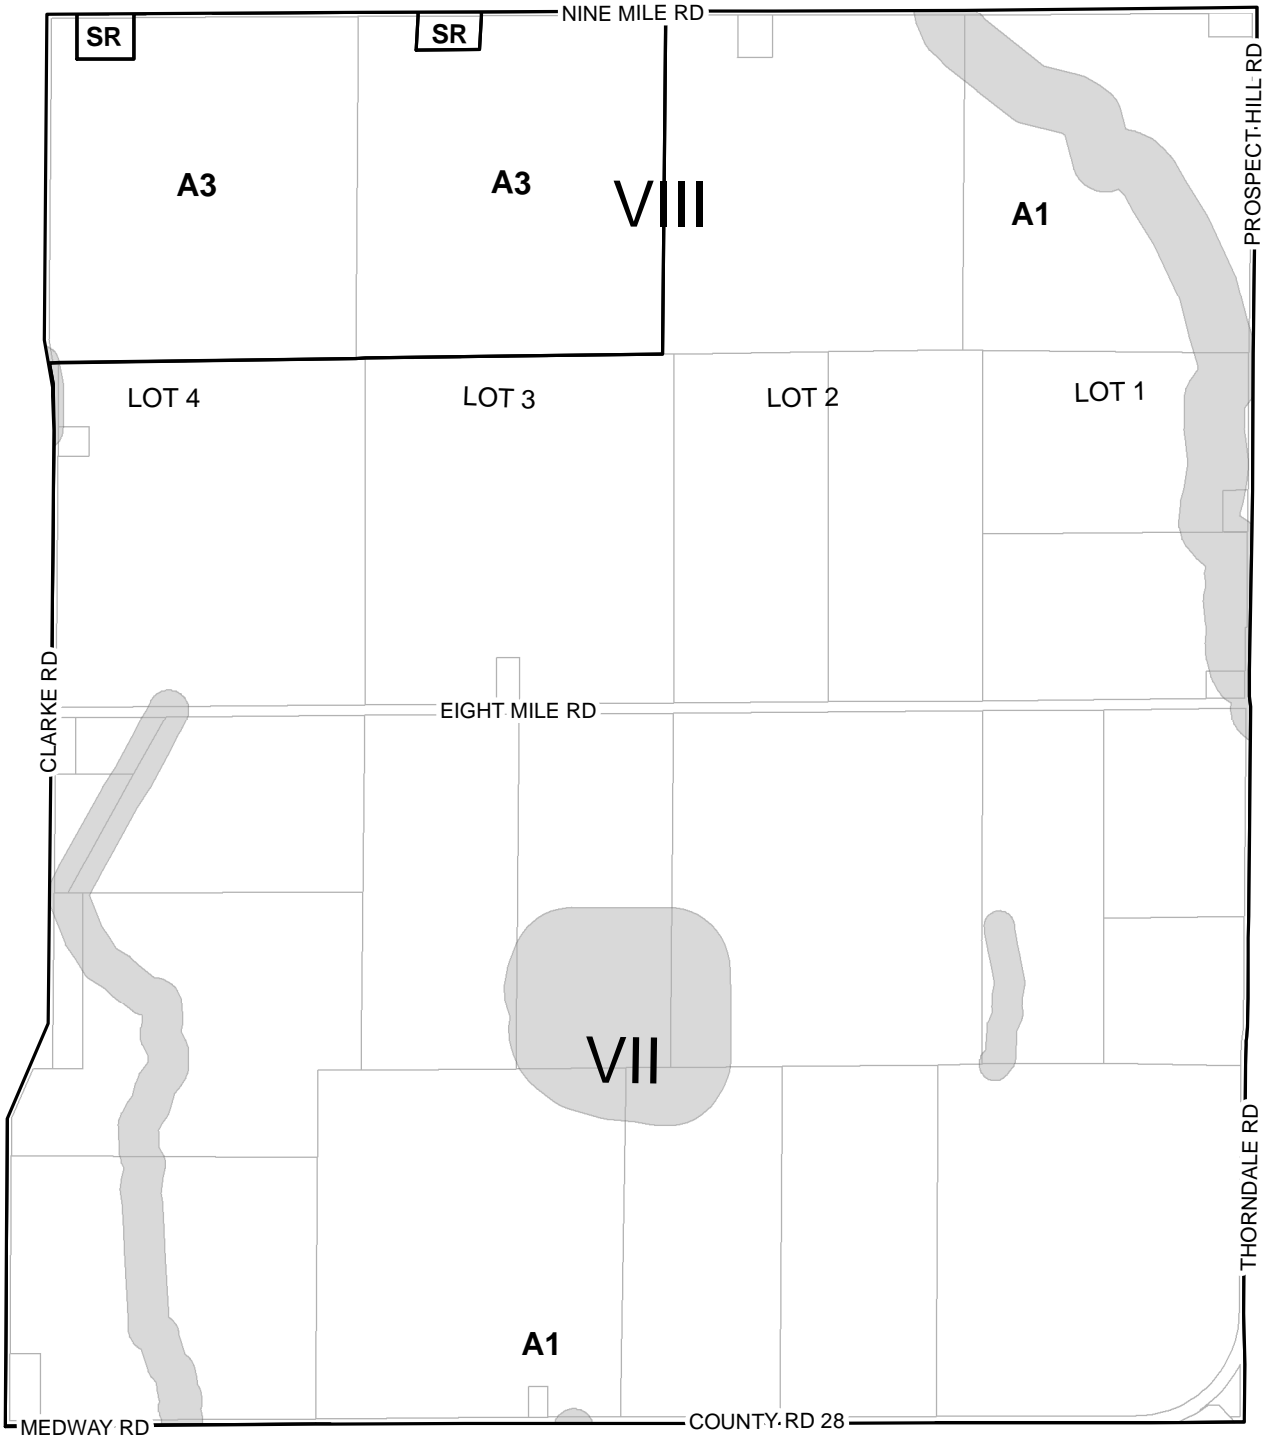 NINE MILE RD
SR
SR
PROSPECT HILL RD
A3
A3
VIII
A1
LOT 4
LOT 3
LOT 2
LOT 1
CLARKE RD
EIGHT MILE RD
VII
THORNDALE RD
A1
MEDWAY RD
COUNTY RD 28